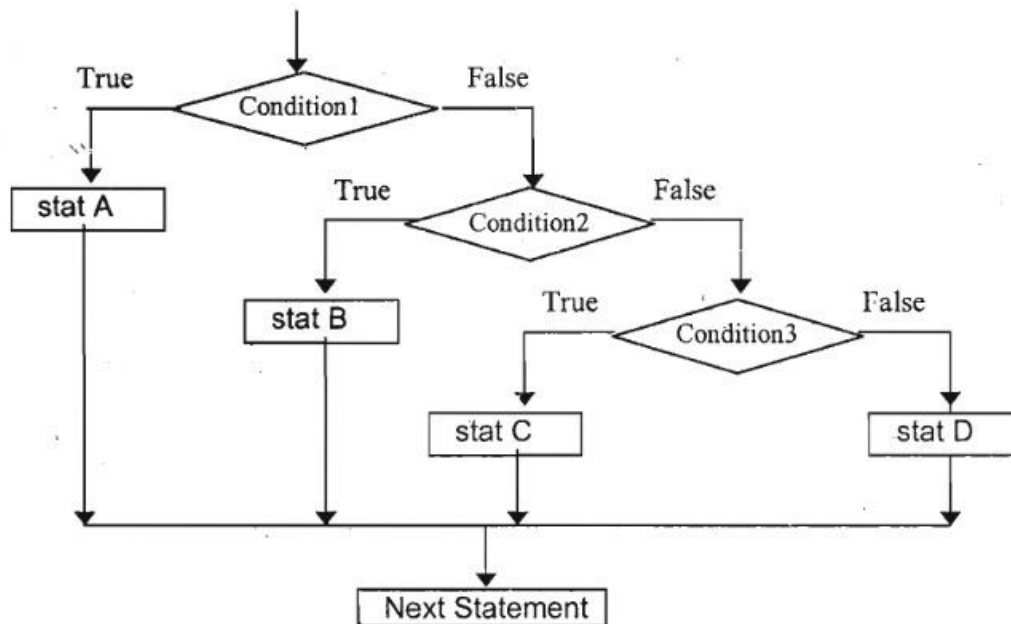 True
False
Condition1
True
False
stat A
Condition2
True
False
stat B
Condition3
stat C
stat D
Next Statement